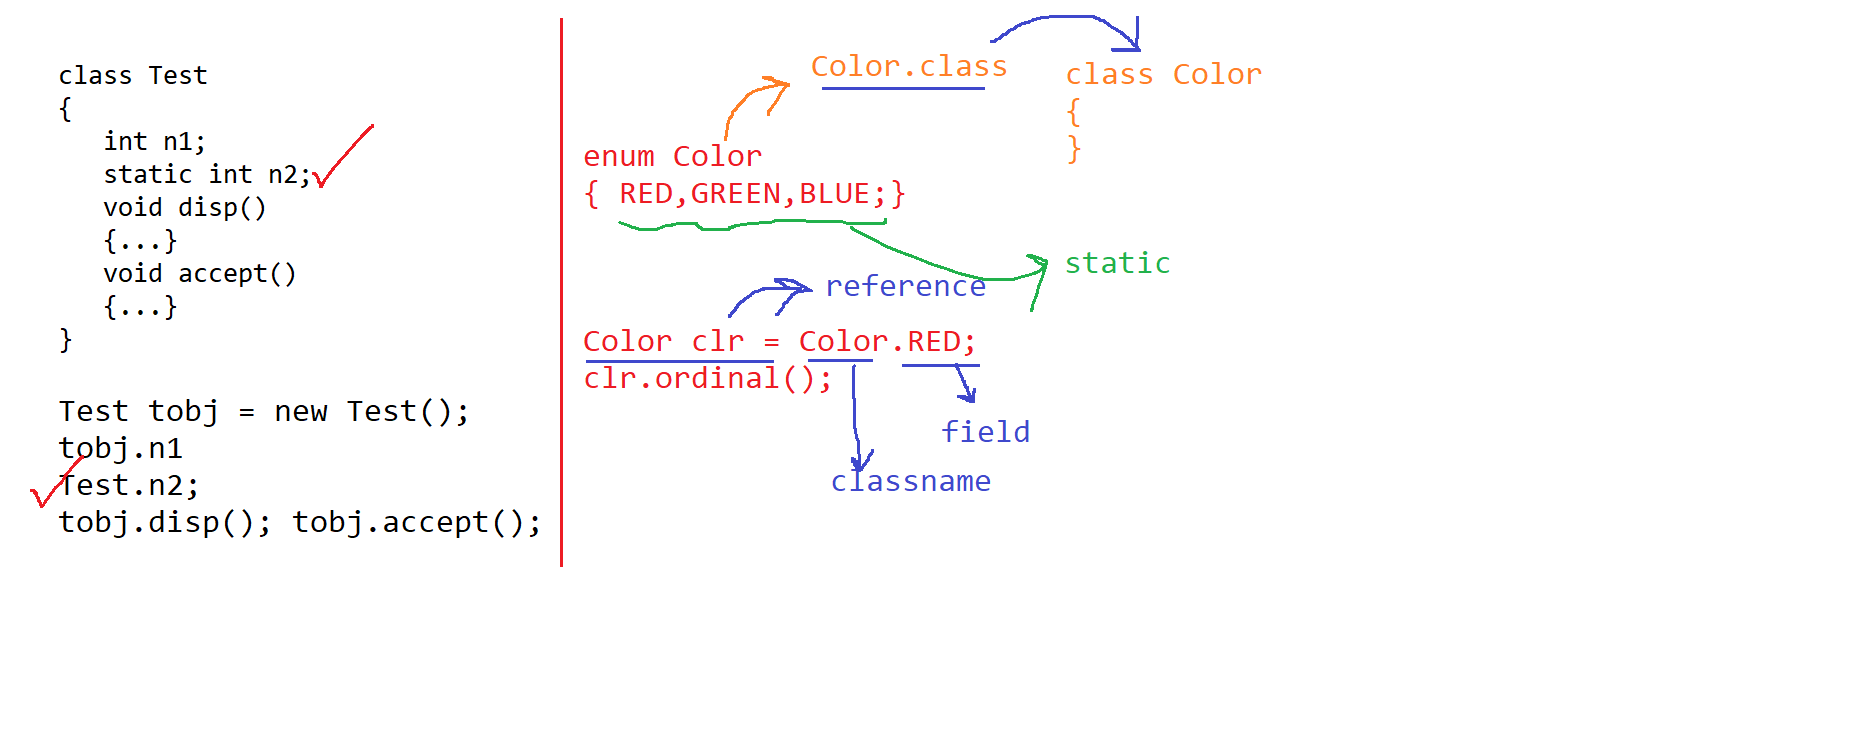 class Test
{
int n1;
static int n2;
void disp()
{...}
void accept()
{...}
}
Test tobj = new Test();
tobj.n1
Test.n2;
tobj.disp(); tobj.accept();
Color.class
class Color
{
}
enum Color
{ RED,GREEN,BLUE;}
static
reference
Color clr = Color.RED;
clr.ordinal();
field
classname